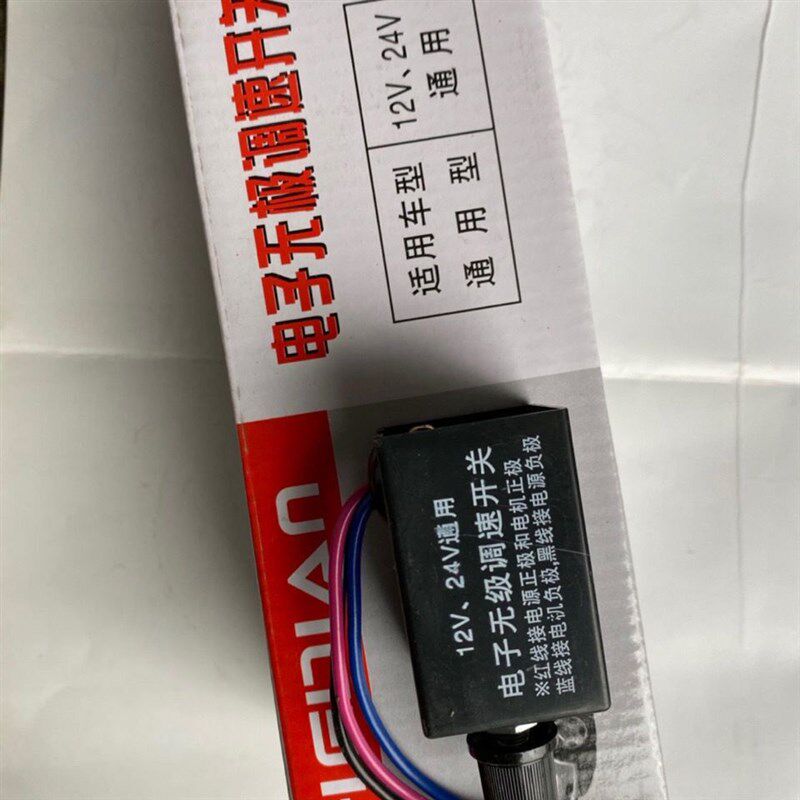 电子无极调速开关
适用车型
12V、24V
通用型
通用
12V、24V通用
电子无级调速开关
※红线接电源正极和电机正极
蓝线接电机负极,黑线接电源负极